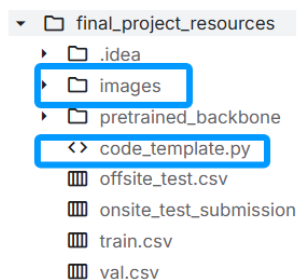 final_project_resources
.idea
images
pretrained_backbone
code_template.py
offsite_test.csv
onsite_test_submission
train.csv
val.csv